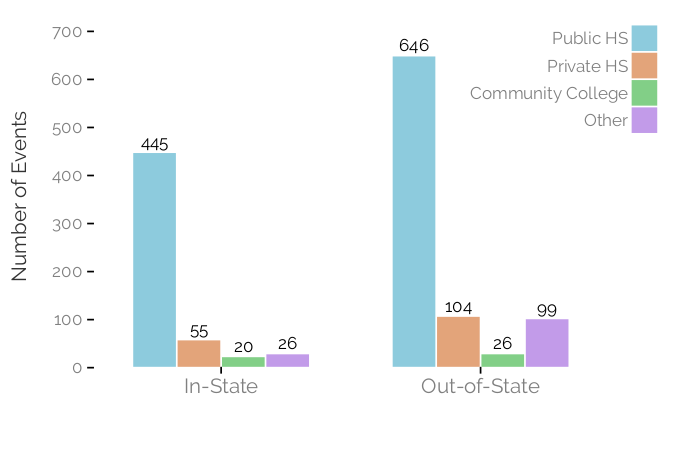 700
600
500
400
300
200
100
0
Number of Events
445
55
20
26
In-State
646
104
26
99
Out-of-State
Public HS
Private HS
Community College
Other